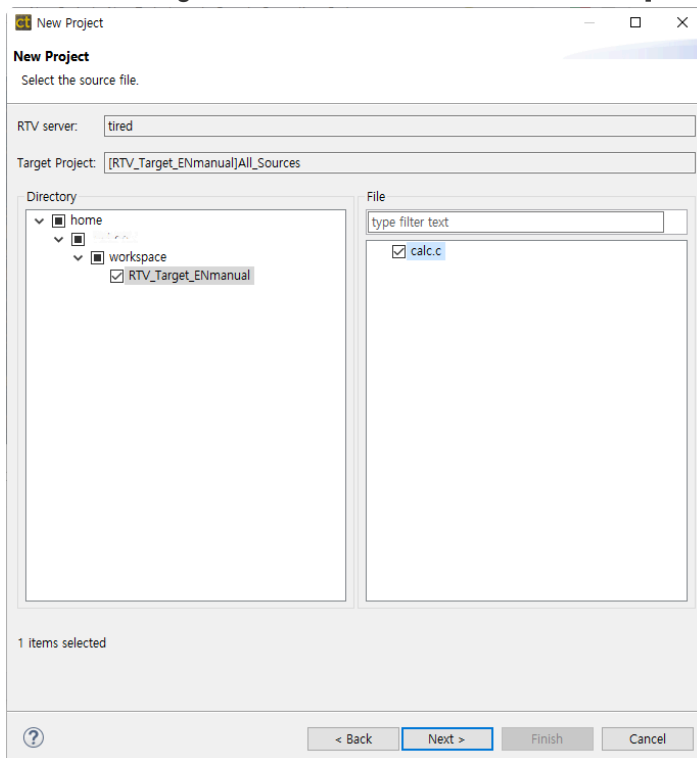 New Project
New Project
Select the source file.
RTV server: tired
Target Project: [RTV_Target_ENmanual]All_Sources
Directory
home
workspace
RTV_Target_ENmanual
File
type filter text
calc.c
1 items selected
< Back Next > Finish Cancel